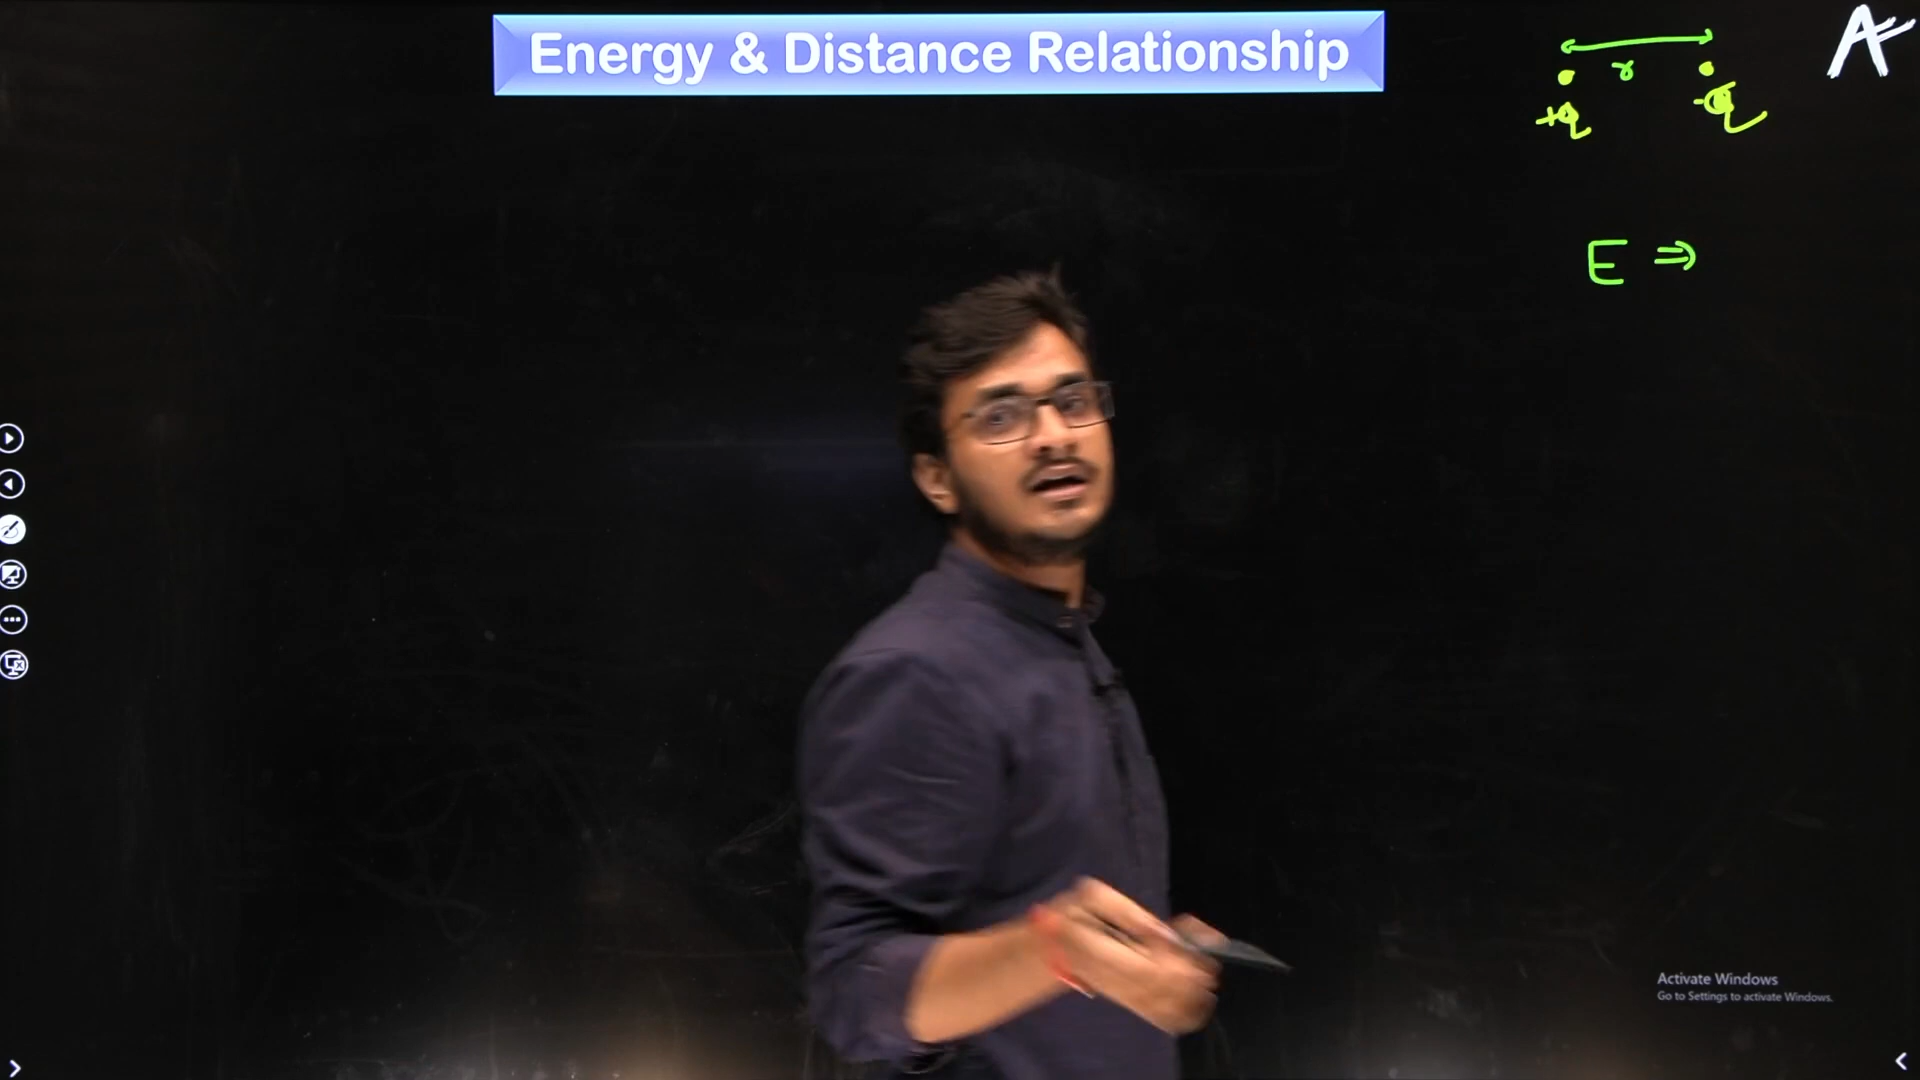 Energy & Distance Relationship
r
+q -q
E ⇒
Activate Windows
Go to Settings to activate Windows.